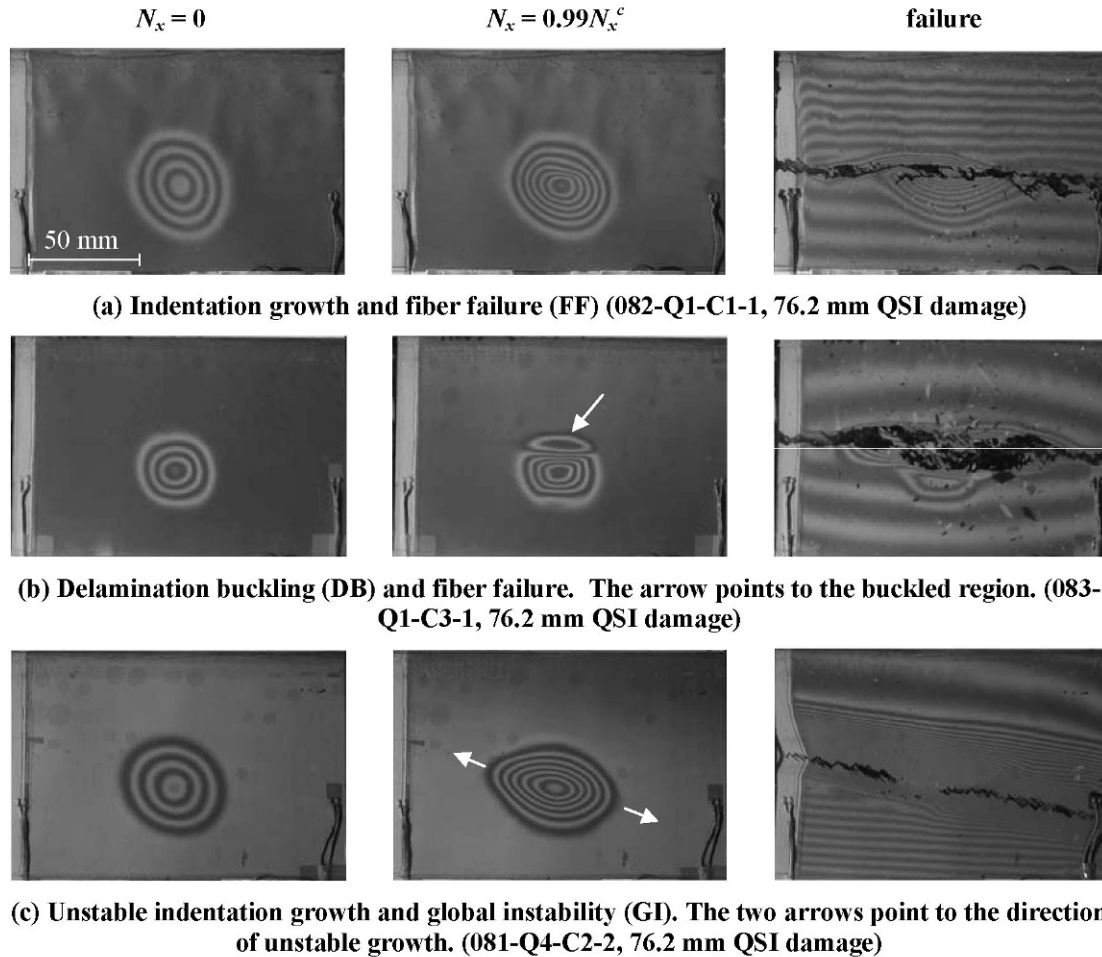 Nₓ = 0
Nₓ = 0.99Nₓᶜ
failure
50 mm
(a) Indentation growth and fiber failure (FF) (082-Q1-C1-1, 76.2 mm QSI damage)
(b) Delamination buckling (DB) and fiber failure. The arrow points to the buckled region. (083-
Q1-C3-1, 76.2 mm QSI damage)
(c) Unstable indentation growth and global instability (GI). The two arrows point to the direction
of unstable growth. (081-Q4-C2-2, 76.2 mm QSI damage)